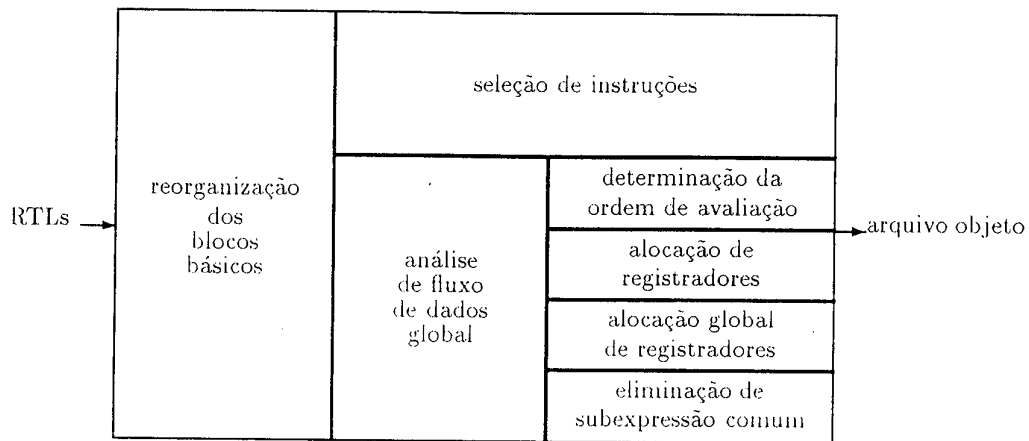 RTLs
reorganização
dos
blocos
básicos
seleção de instruções
análise
de fluxo
de dados
global
determinação da
ordem de avaliação
alocação de
registradores
alocação global
de registradores
eliminação de
subexpressão comum
arquivo objeto